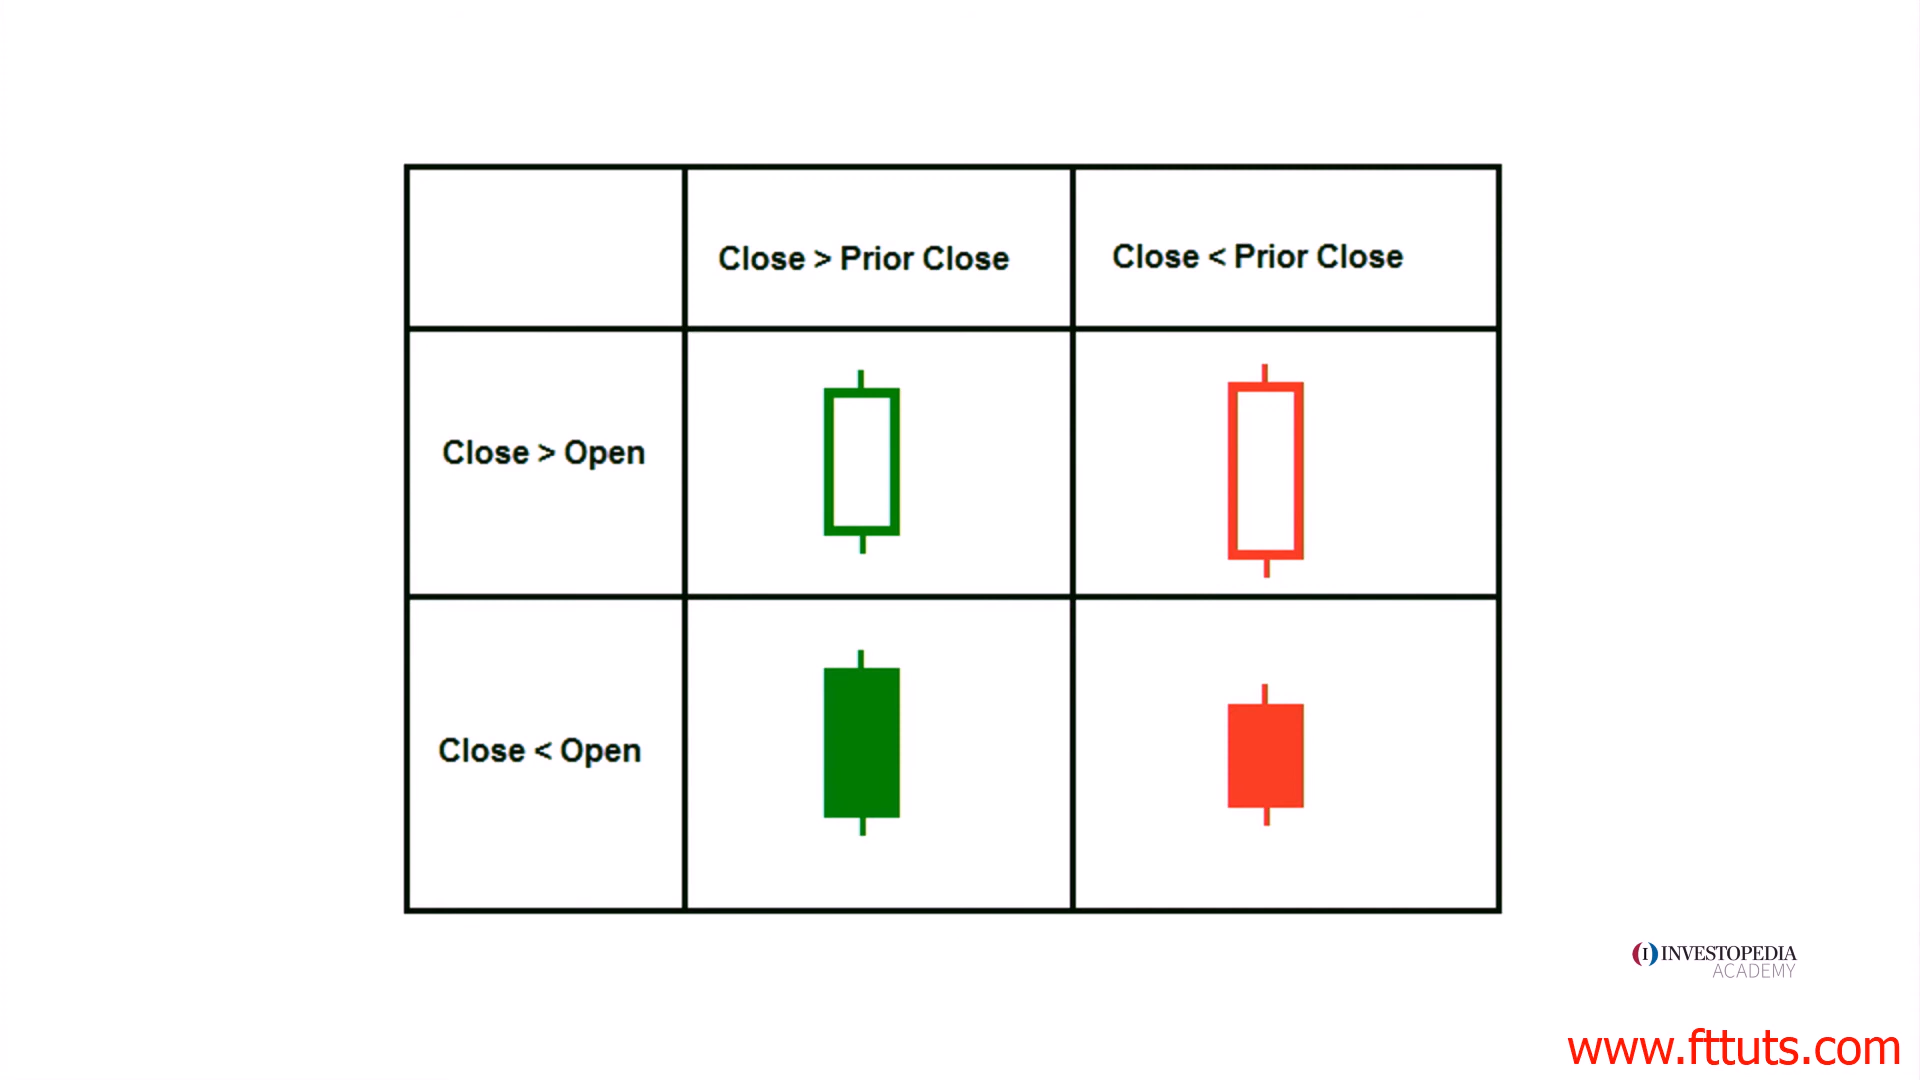 Close > Prior Close
Close < Prior Close
Close > Open
Close < Open
INVESTOPEDIA
ACADEMY
www.fttuts.com